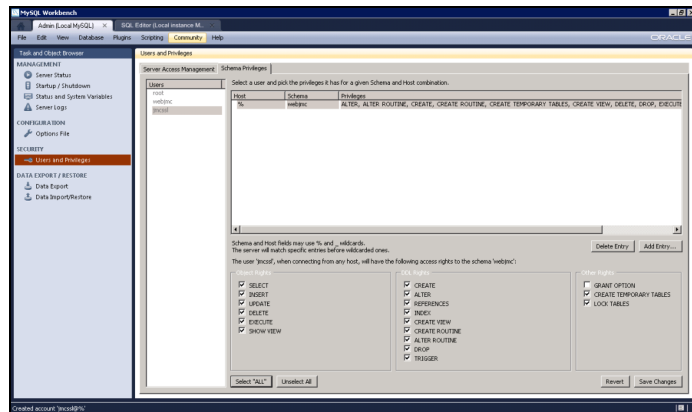 MySQL Workbench
Admin (Local MySQL) × SQL Editor (Local instance M...
File Edit View Database Plugins Scripting Community Help
ORACLE
Task and Object Browser
MANAGEMENT
Server Status
Startup / Shutdown
Status and System Variables
Server Logs
CONFIGURATION
Options File
SECURITY
Users and Privileges
DATA EXPORT / RESTORE
Data Export
Data Import/Restore
Users and Privileges
Server Access Management Schema Privileges
Users
root
webjmc
jmcssl
Select a user and pick the privileges it has for a given Schema and Host combination.
Host Schema Privileges
% webjmc ALTER, ALTER ROUTINE, CREATE, CREATE ROUTINE, CREATE TEMPORARY TABLES, CREATE VIEW, DELETE, DROP, EXECUTE
Schema and Host fields may use % and _ wildcards.
The server will match specific entries before wildcarded ones.
Delete Entry Add Entry...
The user 'jmcssl', when connecting from any host, will have the following access rights to the schema 'webjmc':
Object Rights
SELECT
INSERT
UPDATE
DELETE
EXECUTE
SHOW VIEW
DDL Rights
CREATE
ALTER
REFERENCES
INDEX
CREATE VIEW
CREATE ROUTINE
ALTER ROUTINE
DROP
TRIGGER
Other Rights
GRANT OPTION
CREATE TEMPORARY TABLES
LOCK TABLES
Select "ALL" Unselect All
Revert Save Changes
Created account 'jmcssl@%'